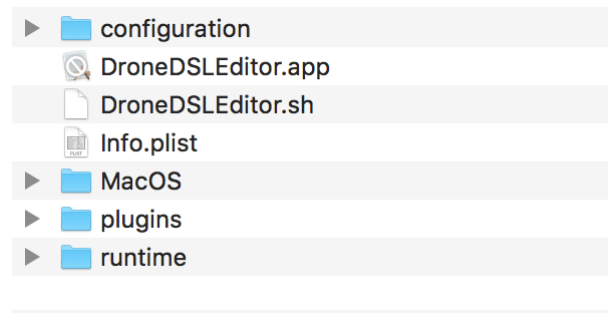 configuration
DroneDSLEditor.app
DroneDSLEditor.sh
Info.plist
MacOS
plugins
runtime